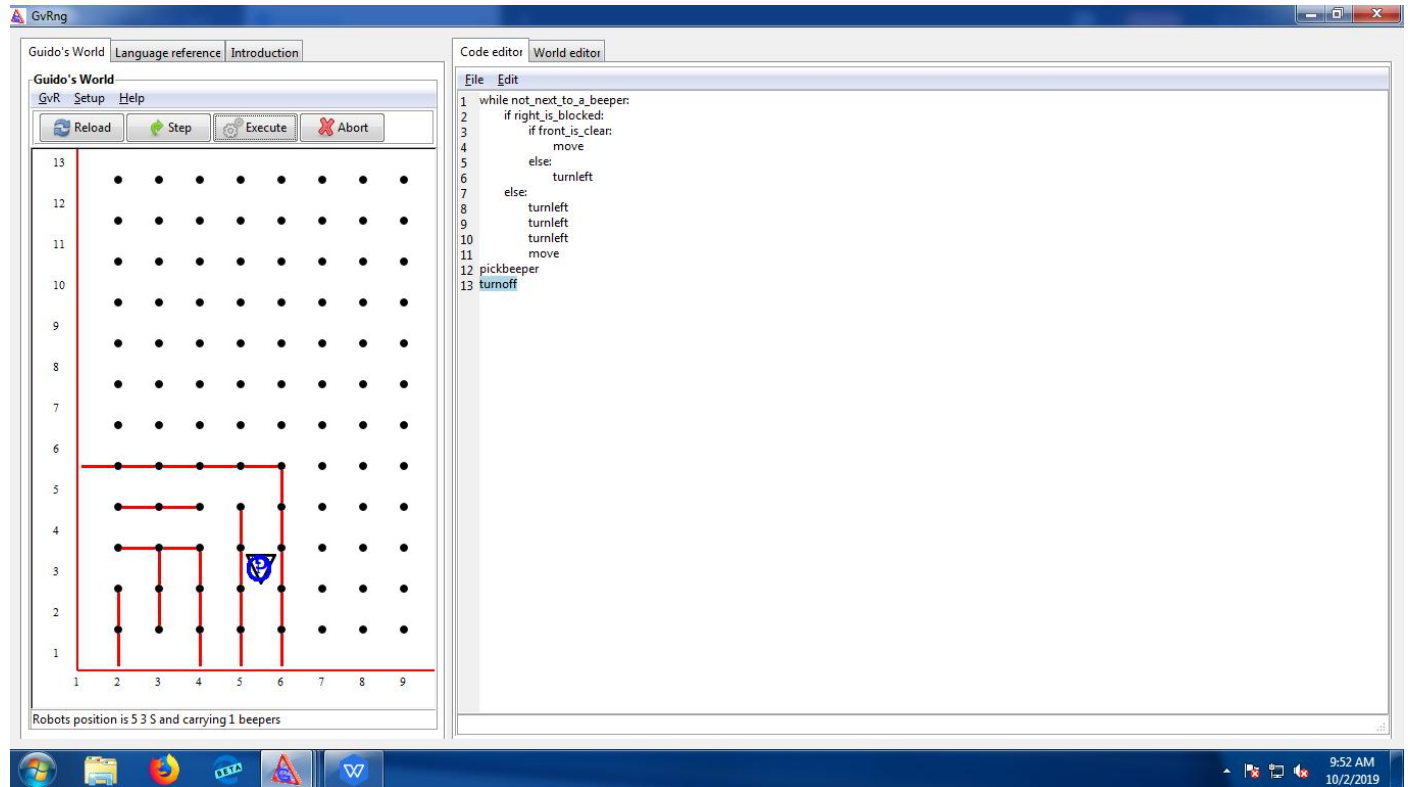 GvRng
Guido's World Language reference Introduction
Guido's World
GvR Setup Help
Reload Step Execute Abort
13
12
11
10
9
8
7
6
5
4
3
2
1
1 2 3 4 5 6 7 8 9
Robots position is 5 3 S and carrying 1 beepers
Code editor World editor
File Edit
1 while not_next_to_a_beeper:
2 if right_is_blocked:
3 if front_is_clear:
4 move
5 else:
6 turnleft
7 else:
8 turnleft
9 turnleft
10 turnleft
11 move
12 pickbeeper
13 turnoff
BETA
9:52 AM
10/2/2019